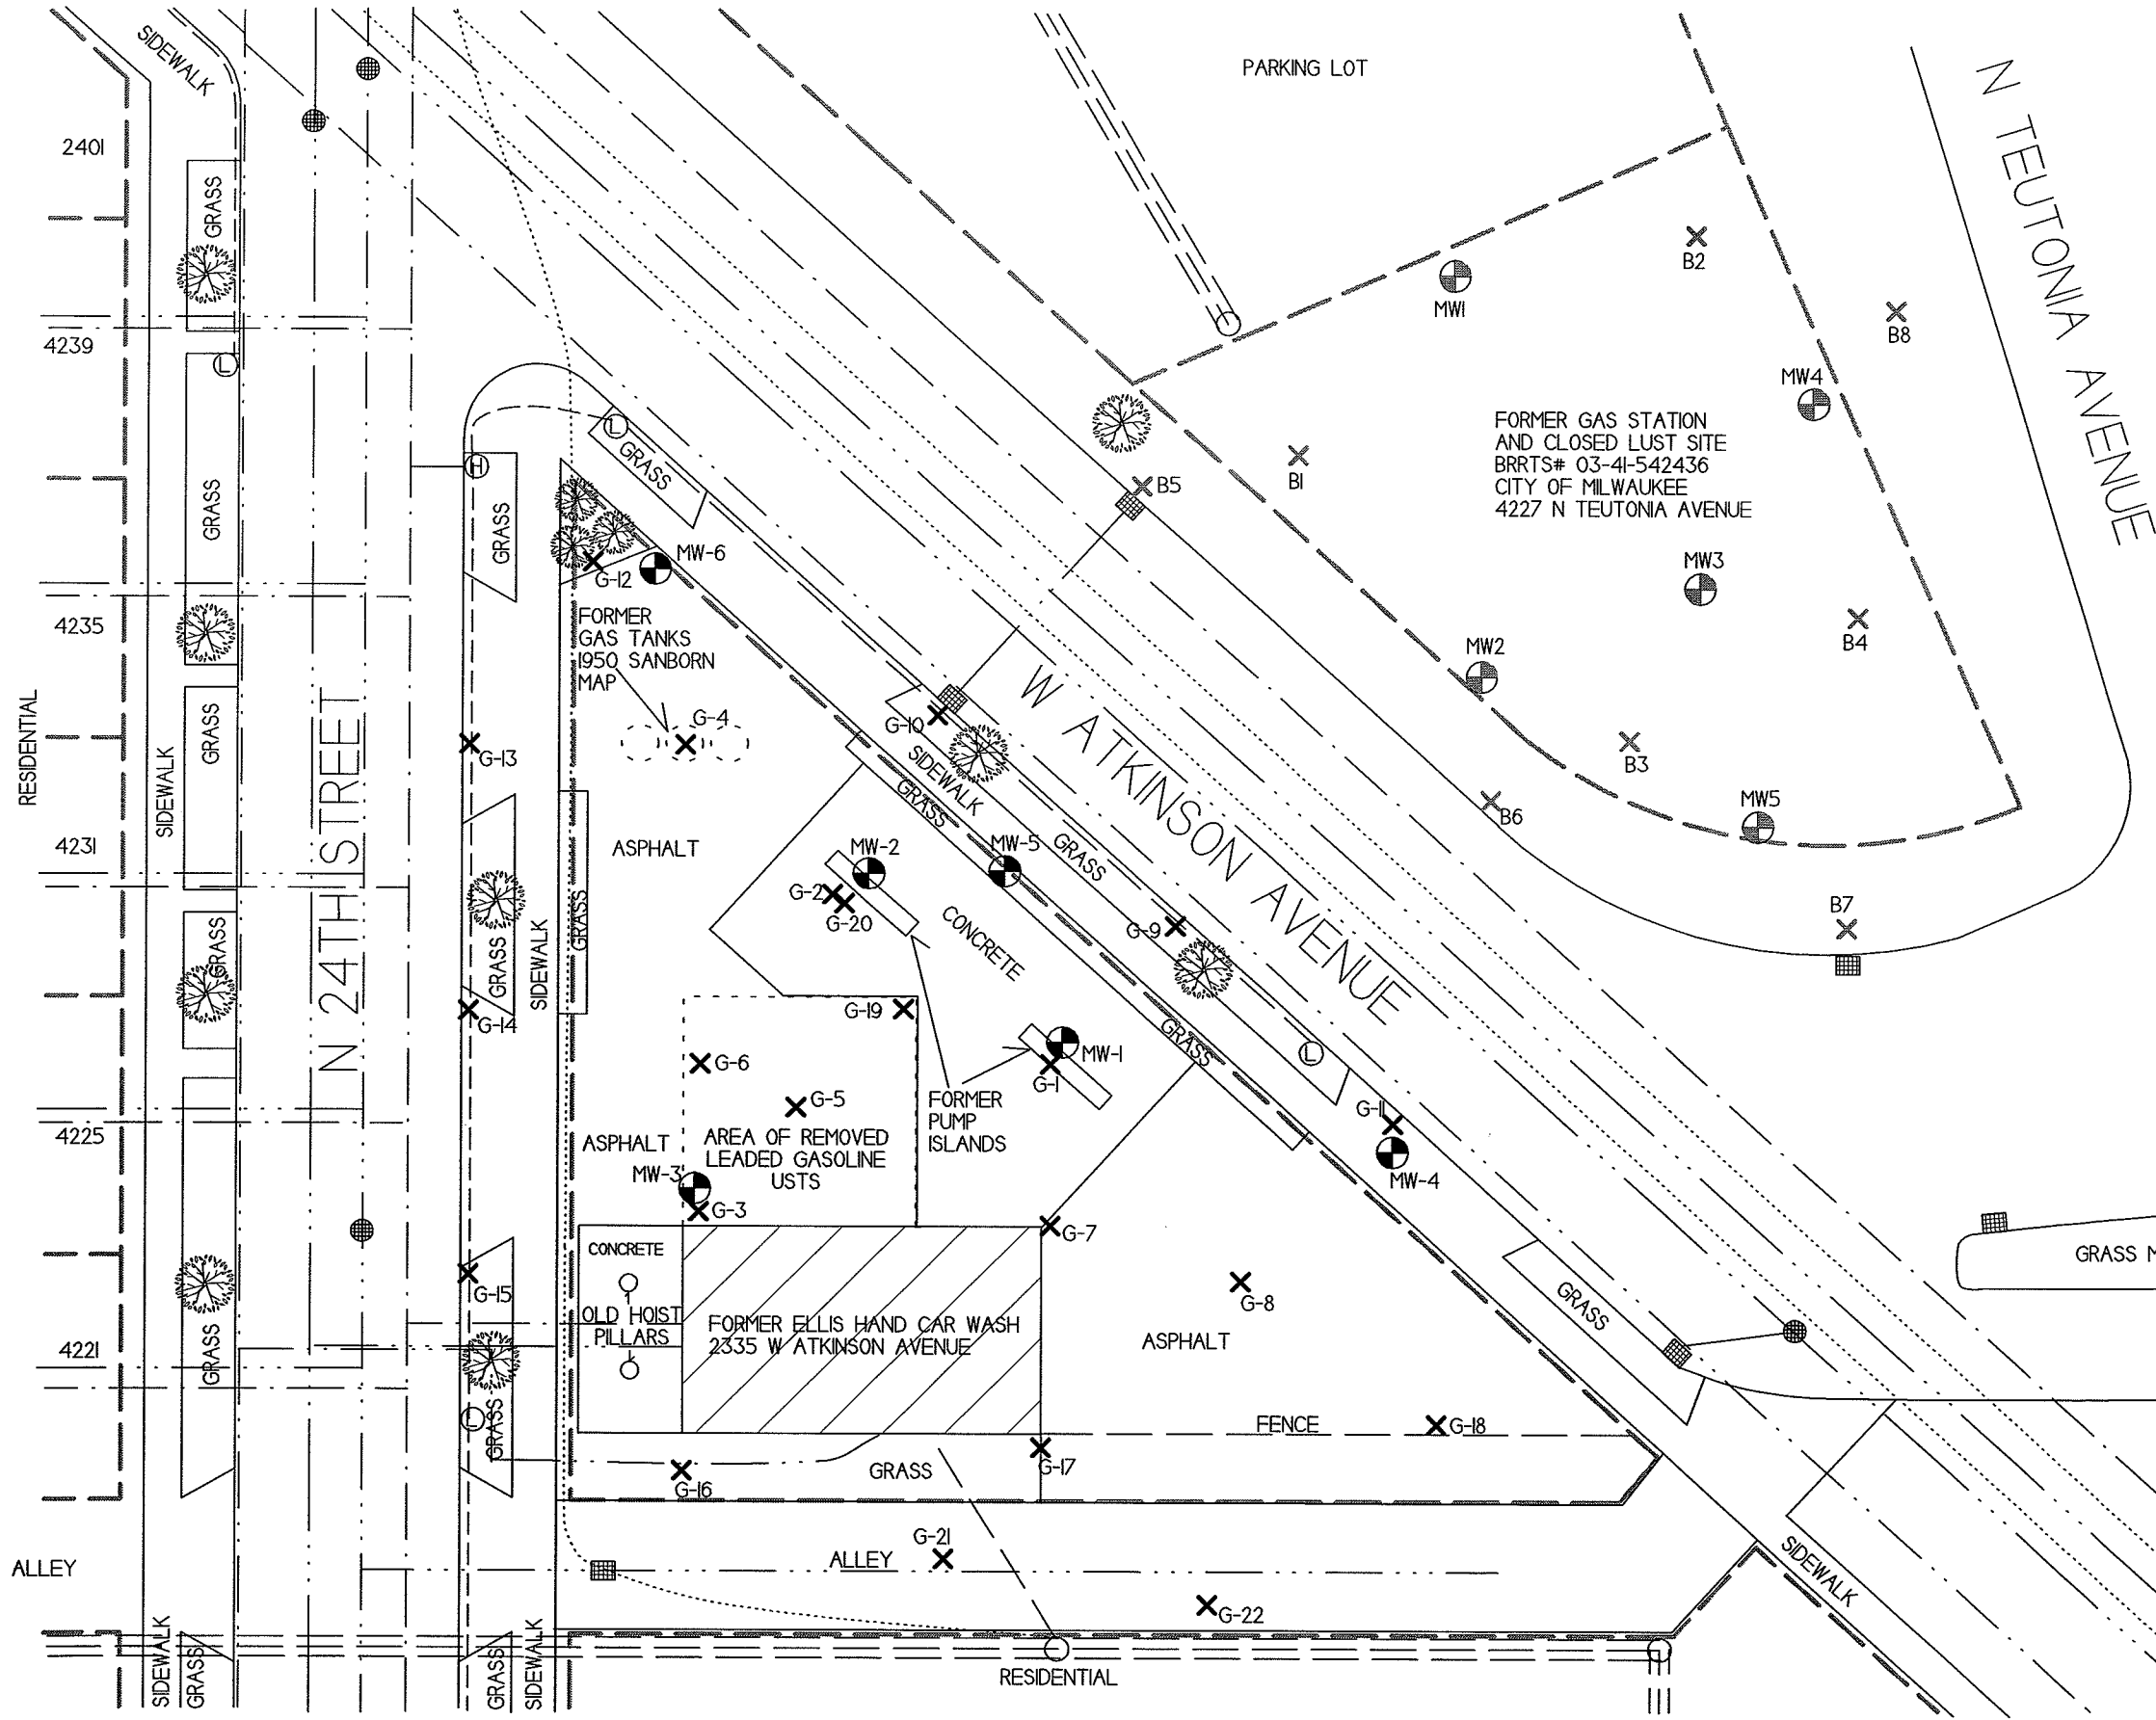 SIDEWALK
PARKING LOT
N TEUTONIA AVENUE
2401
GRASS
B2
MW1
B8
4239
L
MW4
FORMER GAS STATION
AND CLOSED LUST SITE
BRRTS# 03-41-542436
CITY OF MILWAUKEE
4227 N TEUTONIA AVENUE
L
GRASS
H
B1
B5
GRASS
GRASS
MW-6
G-12
MW3
FORMER
GAS TANKS
1950 SANBORN
MAP
4235
B4
MW2
W ATKINSON AVENUE
RESIDENTIAL
GRASS
SIDEWALK
N 24TH STREET
G-4
G-10
G-13
B3
SIDEWALK
GRASS
MW5
B6
4231
ASPHALT
MW-2
MW-5
GRASS
G-2
G-20
B7
GRASS
GRASS
SIDEWALK
GRASS
CONCRETE
G-9
G-14
G-19
GRASS
L
G-6
MW-1
G-1
G-5
FORMER
PUMP
ISLANDS
G-11
4225
ASPHALT
AREA OF REMOVED
LEADED GASOLINE
USTS
MW-3
MW-4
G-3
G-7
CONCRETE
GRASS M
G-15
G-8
GRASS
OLD HOIST
PILLARS
FORMER ELLIS HAND CAR WASH
2335 W ATKINSON AVENUE
ASPHALT
4221
GRASS
L
GRASS
FENCE
G-18
G-17
GRASS
G-16
G-21
ALLEY
ALLEY
SIDEWALK
G-22
SIDEWALK
GRASS
GRASS
SIDEWALK
RESIDENTIAL